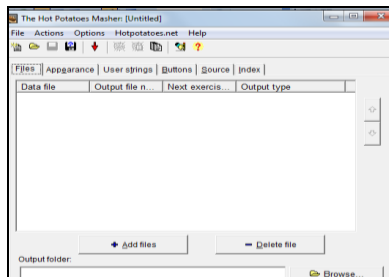 The Hot Potatoes Masher: [Untitled]
File Actions Options Hotpotatoes.net Help
Files Appearance User strings Buttons Source Index
Data file Output file n... Next exercis... Output type
Add files Delete file
Output folder:
Browse...